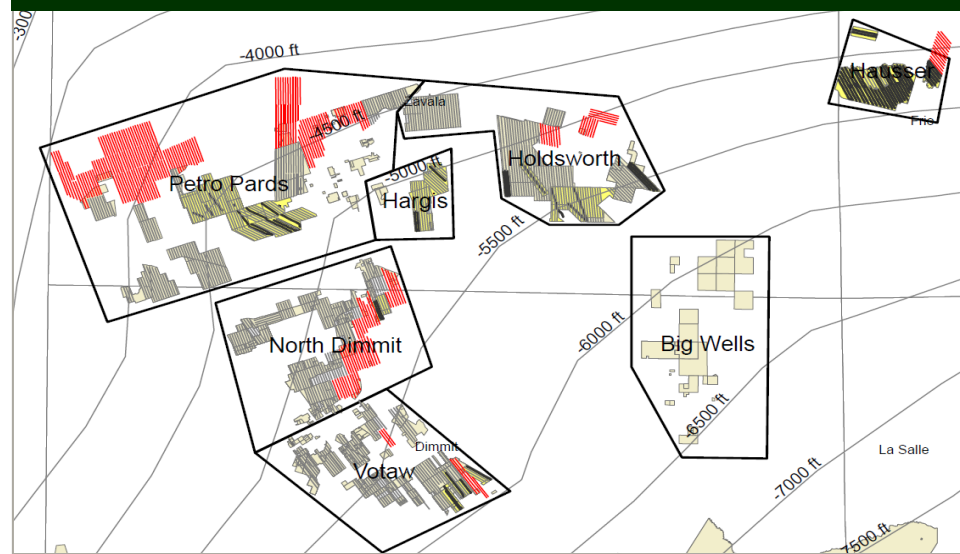 -300
-4000 ft
Hausser
Zavala
-4500 ft
Frio
Holdsworth
-5000 ft
Petro Pards
Hargis
-5500 ft
-6000 ft
North Dimmit
Big Wells
-6500 ft
Dimmit
La Salle
Votaw
-7000 ft
7500 ft